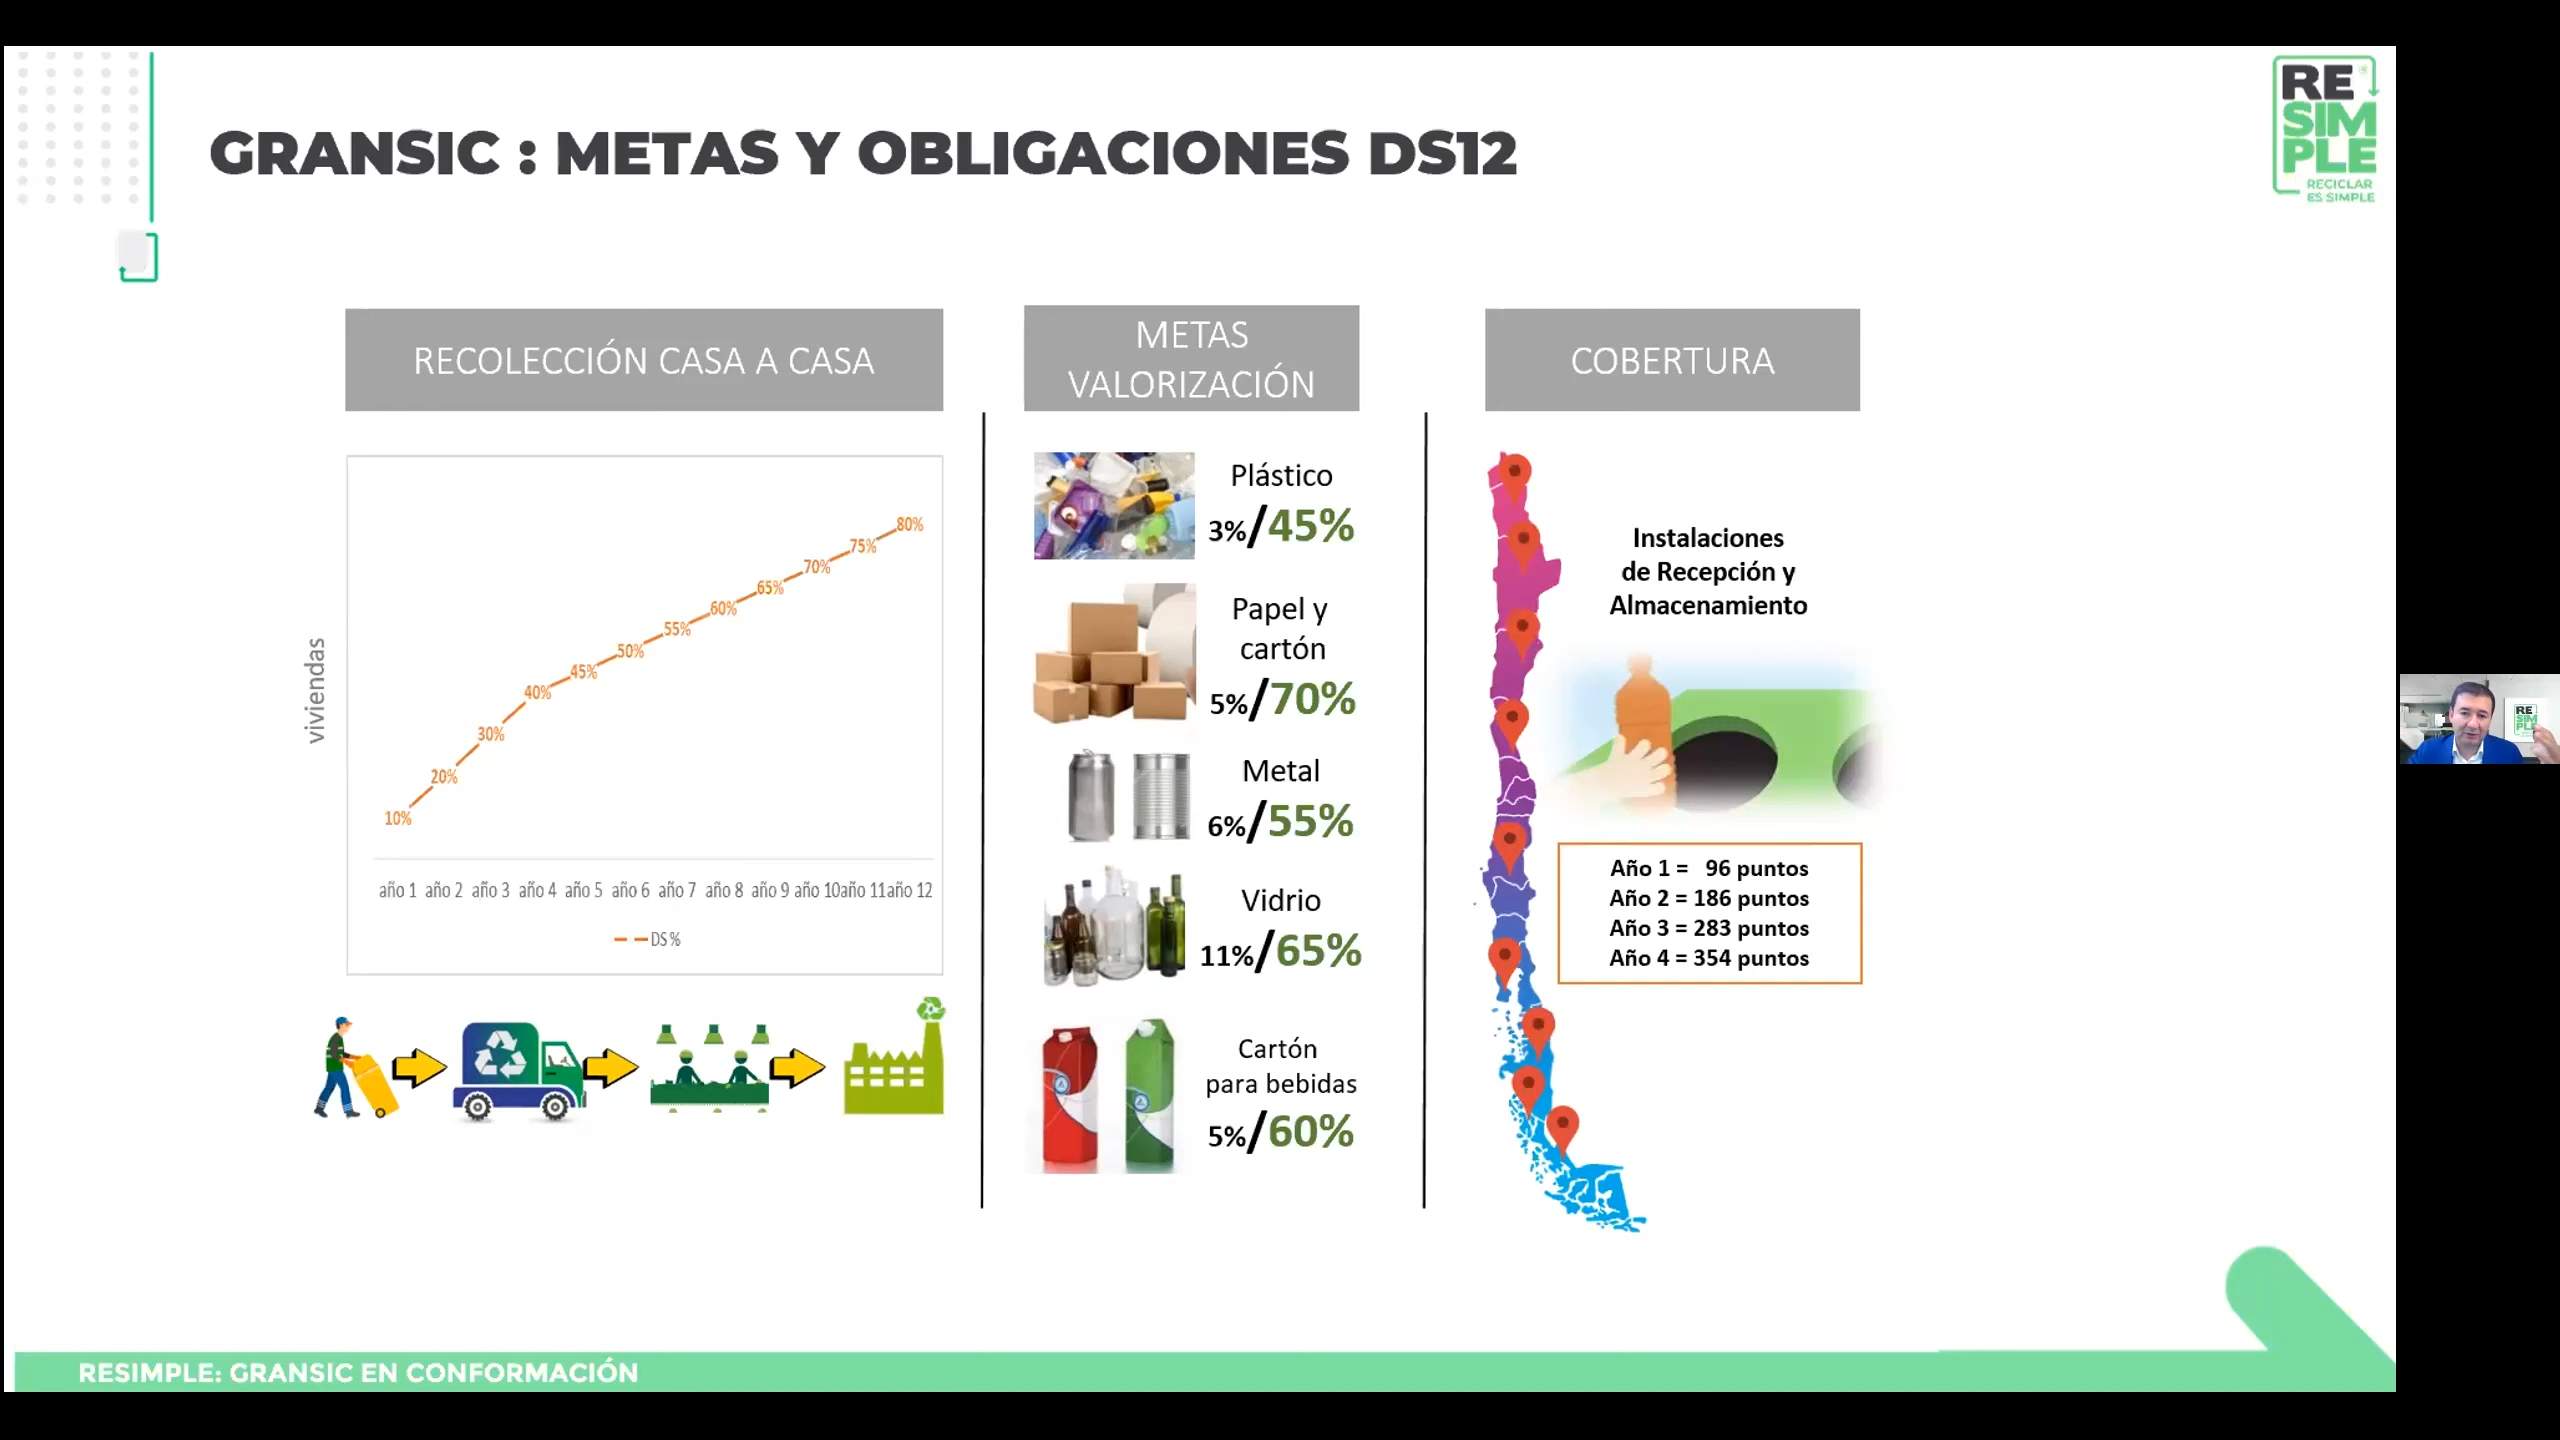 GRANSIC : METAS Y OBLIGACIONES DS12
RE
SIM
PLE
RECICLAR
ES SIMPLE
RECOLECCIÓN CASA A CASA
viviendas
10%
20%
30%
40%
45%
50%
55%
60%
65%
70%
75%
80%
año 1 año 2 año 3 año 4 año 5 año 6 año 7 año 8 año 9 año 10 año 11 año 12
DS %
METAS
VALORIZACIÓN
Plástico
3%/45%
Papel y
cartón
5%/70%
Metal
6%/55%
Vidrio
11%/65%
Cartón
para bebidas
5%/60%
COBERTURA
Instalaciones
de Recepción y
Almacenamiento
Año 1 = 96 puntos
Año 2 = 186 puntos
Año 3 = 283 puntos
Año 4 = 354 puntos
RE
SIM
PLE
RESIMPLE: GRANSIC EN CONFORMACIÓN